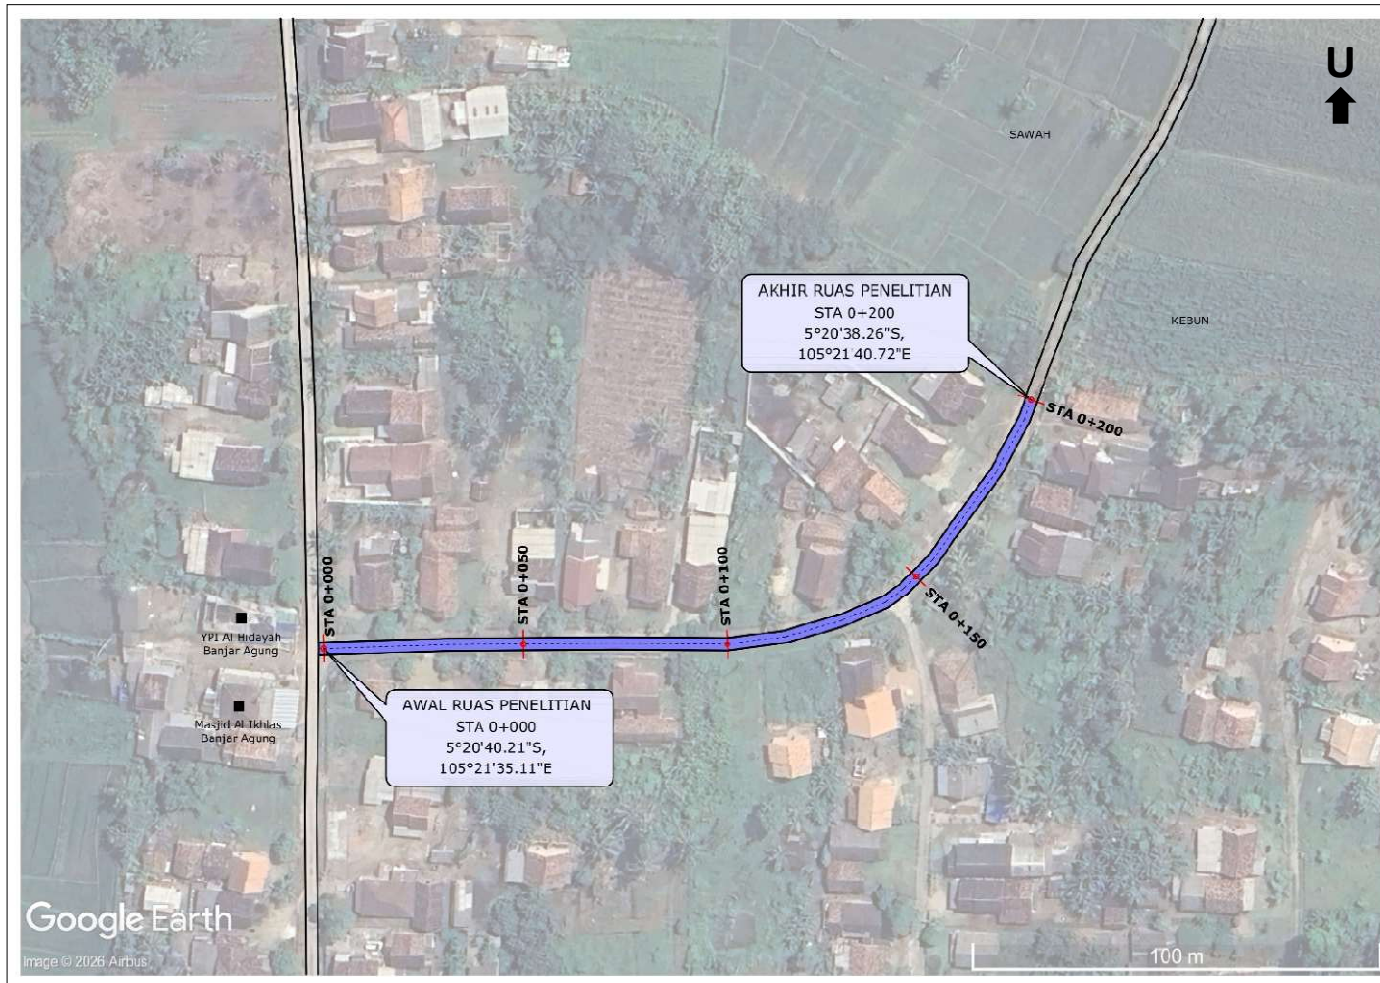 U
SAWAH
AKHIR RUAS PENELITIAN
STA 0+200
5°20'38.26"S,
105°21'40.72"E
KEBUN
STA 0+200
STA 0+000
STA 0+050
STA 0+100
STA 0+150
YPI Al Hidayah
Banjar Agung
AWAL RUAS PENELITIAN
STA 0+000
5°20'40.21"S,
105°21'35.11"E
Masjid Al Ikhlas
Banjar Agung
Google Earth
Image © 2026 Airbus
100 m